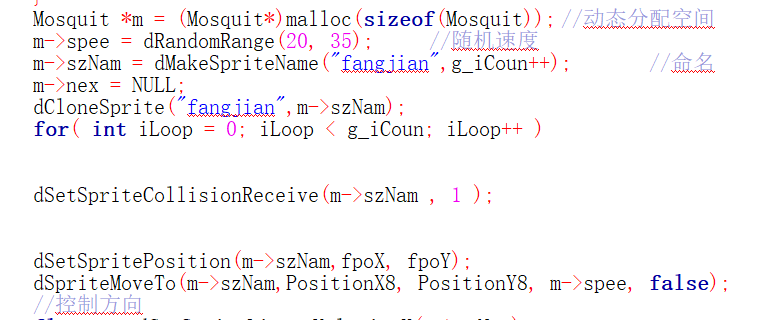 Mosquit *m = (Mosquit*)malloc(sizeof(Mosquit)); //动态分配空间
m->spee = dRandomRange(20, 35); //随机速度
m->szNam = dMakeSpriteName("fangjian",g_iCoun++); //命名
m->nex = NULL;
dCloneSprite("fangjian",m->szNam);
for( int iLoop = 0; iLoop < g_iCoun; iLoop++ )
dSetSpriteCollisionReceive(m->szNam , 1 );
dSetSpritePosition(m->szNam,fpoX, fpoY);
dSpriteMoveTo(m->szNam,PositionX8, PositionY8, m->spee, false);
//控制方向